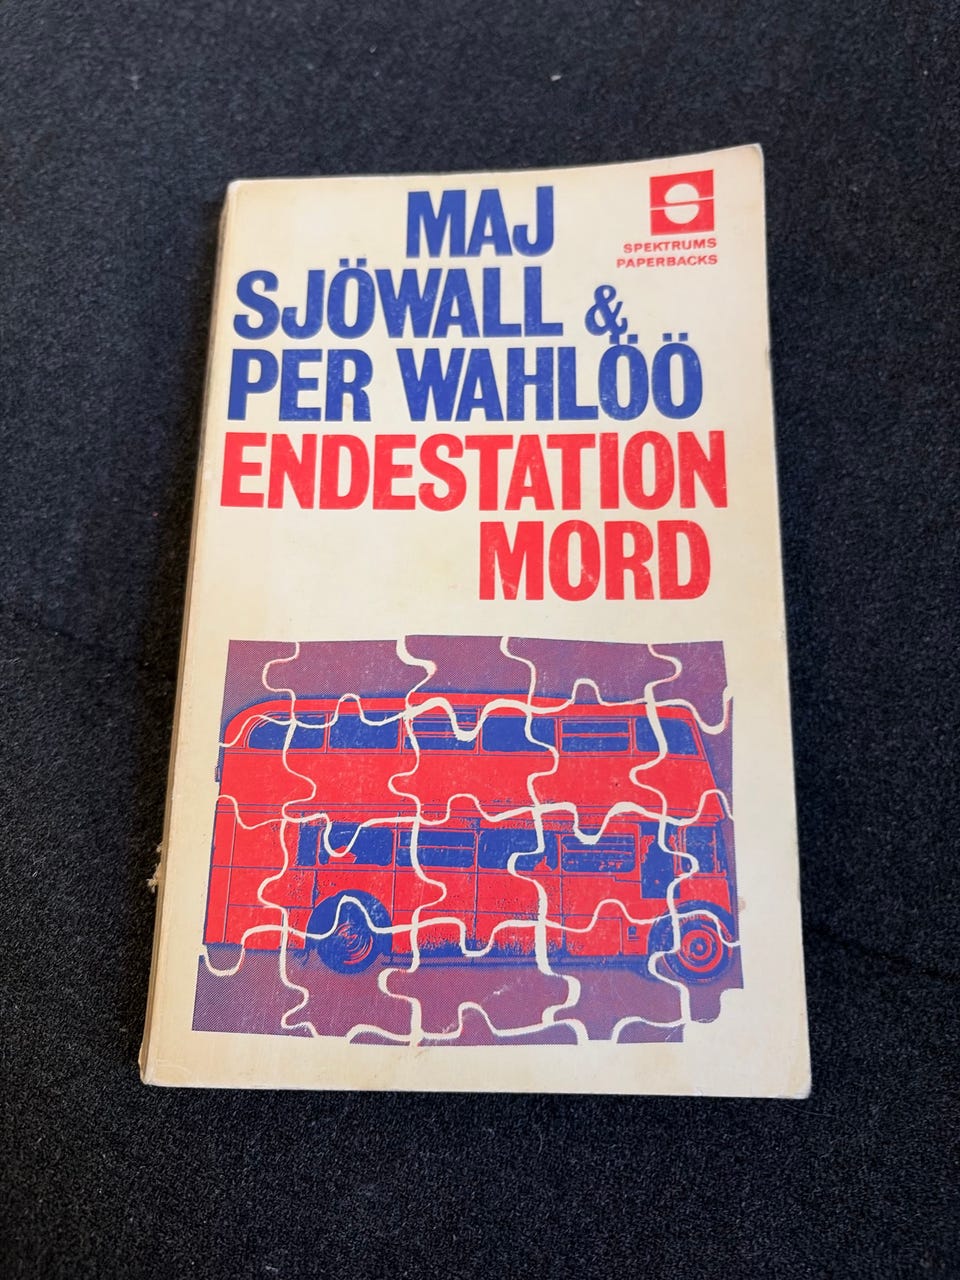 MAJ
SJÖWALL &
PER WAHLÖÖ
SPEKTRUMS
PAPERBACKS
ENDESTATION
MORD